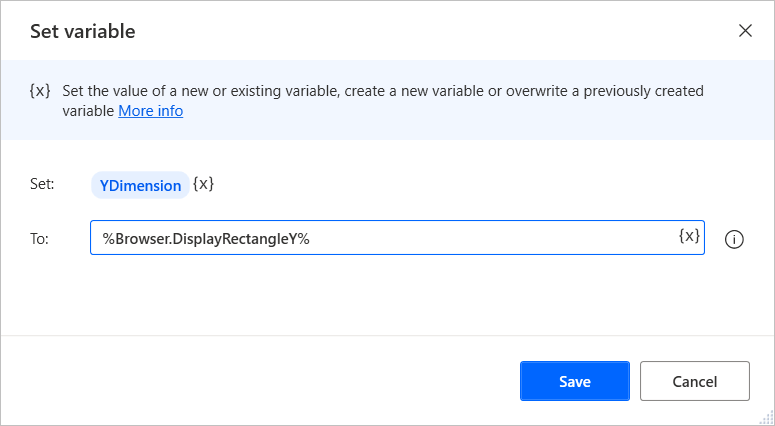 Set variable
{x} Set the value of a new or existing variable, create a new variable or overwrite a previously created
variable More info
Set: YDimension {x}
To: %Browser.DisplayRectangleY% {x}
Save Cancel